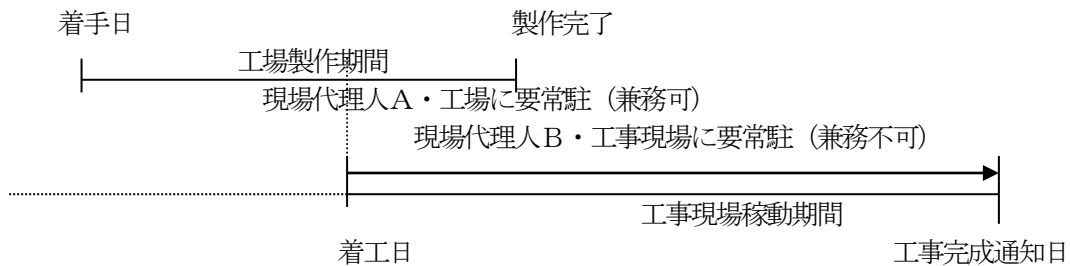 着手日 製作完了
工場製作期間
現場代理人A・工場に要常駐（兼務可）
現場代理人B・工事現場に要常駐（兼務不可）
工事現場稼動期間
着工日 工事完成通知日